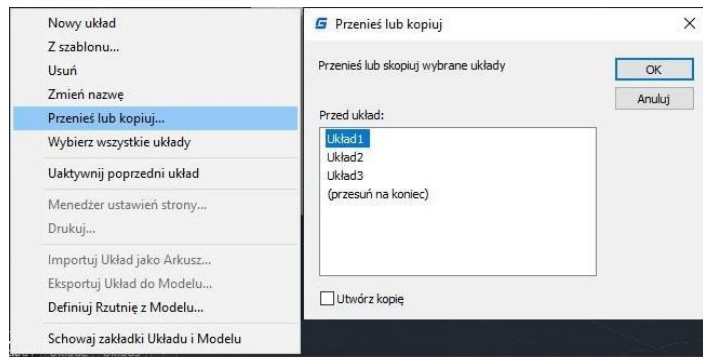 Nowy układ
Z szablonu...
Usuń
Zmień nazwę
Przenieś lub kopiuj...
Wybierz wszystkie układy
Uaktywnij poprzedni układ
Menedżer ustawień strony...
Drukuj...
Importuj Układ jako Arkusz...
Eksportuj Układ do Modelu...
Definiuj Rzutnię z Modelu...
Schowaj zakładki Układu i Modelu
Przenieś lub kopiuj
Przenieś lub skopiuj wybrane układy
OK
Anuluj
Przed układ:
Układ1
Układ2
Układ3
(przesuń na koniec)
Utwórz kopię